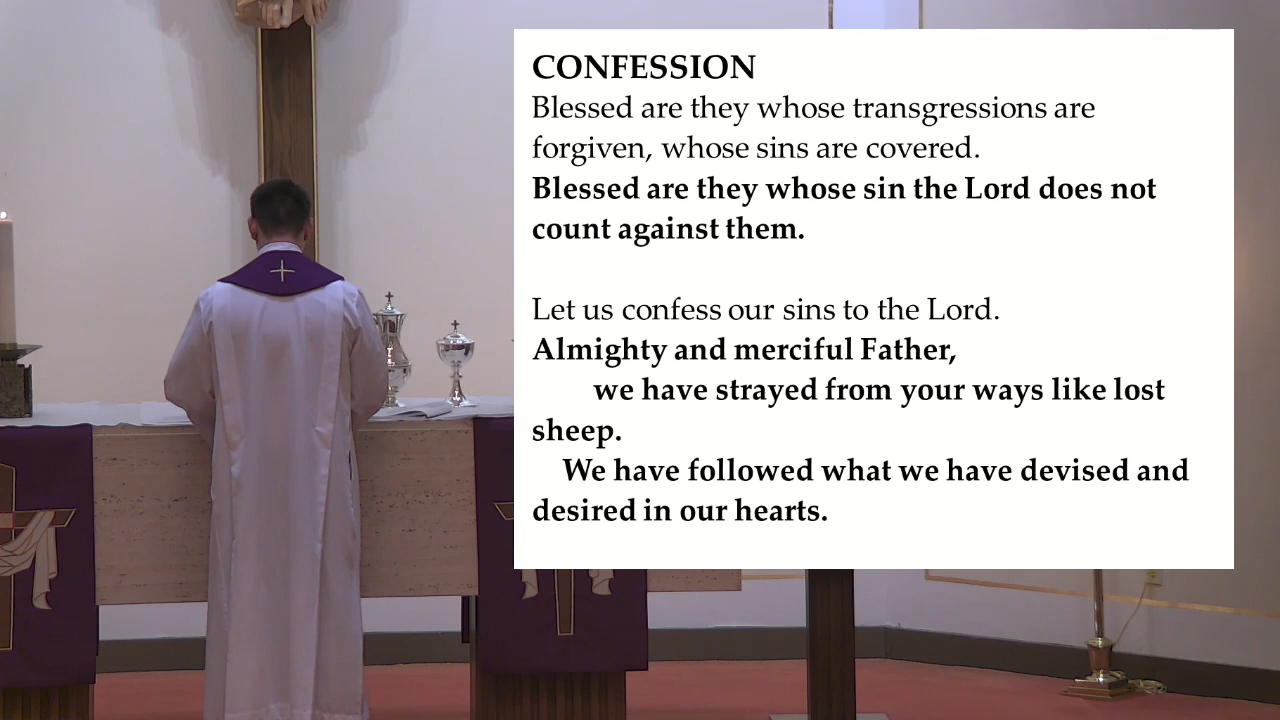 CONFESSION
Blessed are they whose transgressions are
forgiven, whose sins are covered.
Blessed are they whose sin the Lord does not
count against them.
Let us confess our sins to the Lord.
Almighty and merciful Father,
we have strayed from your ways like lost
sheep.
We have followed what we have devised and
desired in our hearts.